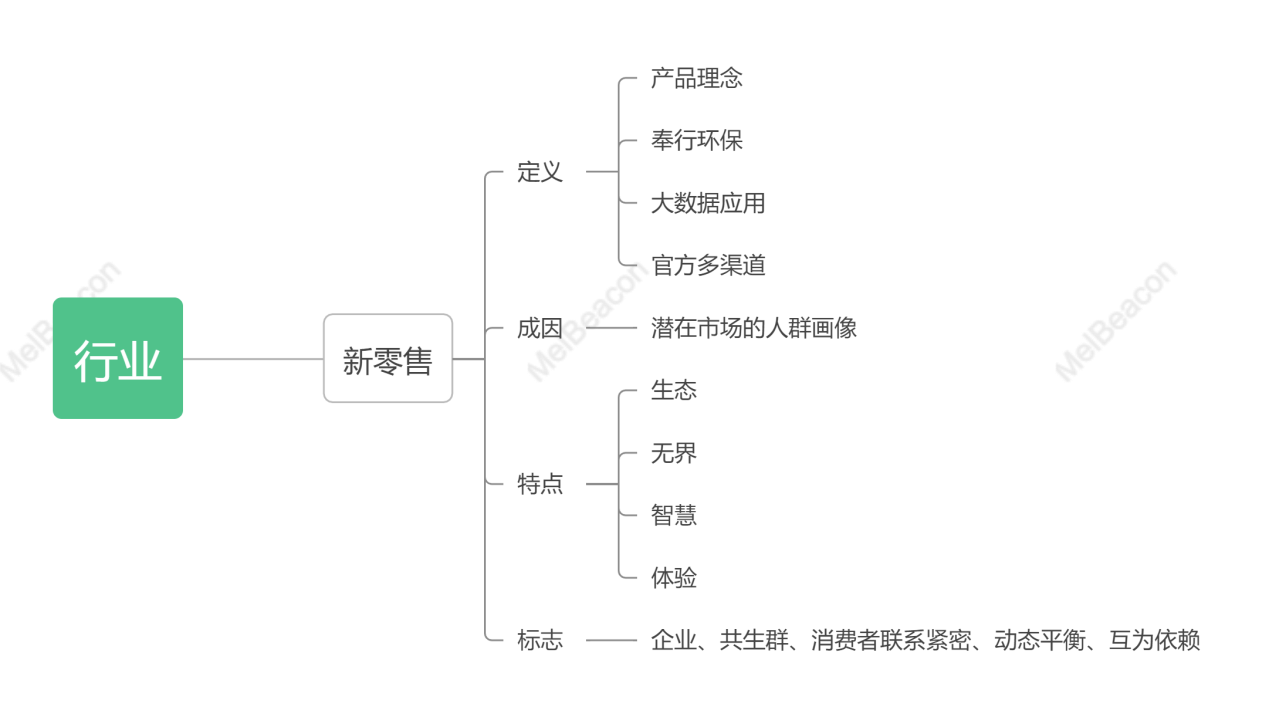 行业
新零售
定义
产品理念
奉行环保
大数据应用
官方多渠道
成因
潜在市场的人群画像
特点
生态
无界
智慧
体验
标志
企业、共生群、消费者联系紧密、动态平衡、互为依赖
MelBeacon
MelBeacon
MelBeacon